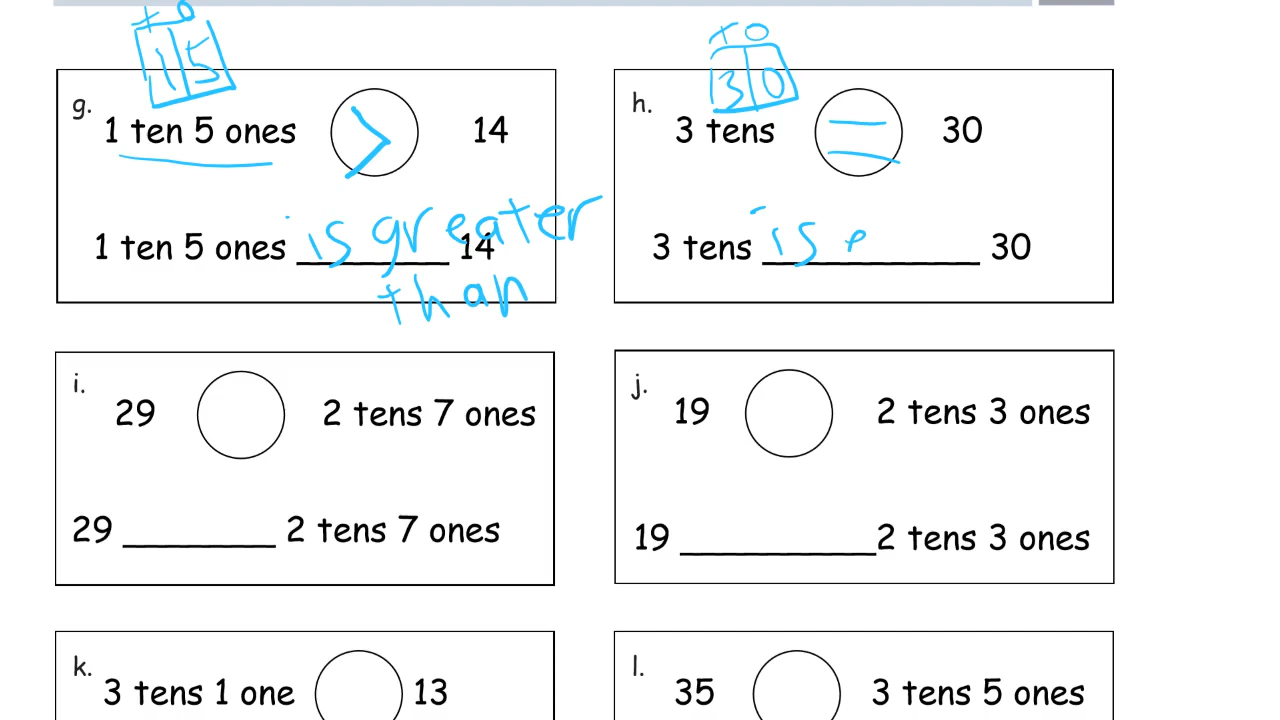 t o
1 5
g.
1 ten 5 ones > 14
1 ten 5 ones is greater 14
than
t o
3 0
h.
3 tens = 30
3 tens is e 30
i.
29 2 tens 7 ones
29 ________ 2 tens 7 ones
j.
19 2 tens 3 ones
19 __________2 tens 3 ones
k.
3 tens 1 one 13
l.
35 3 tens 5 ones